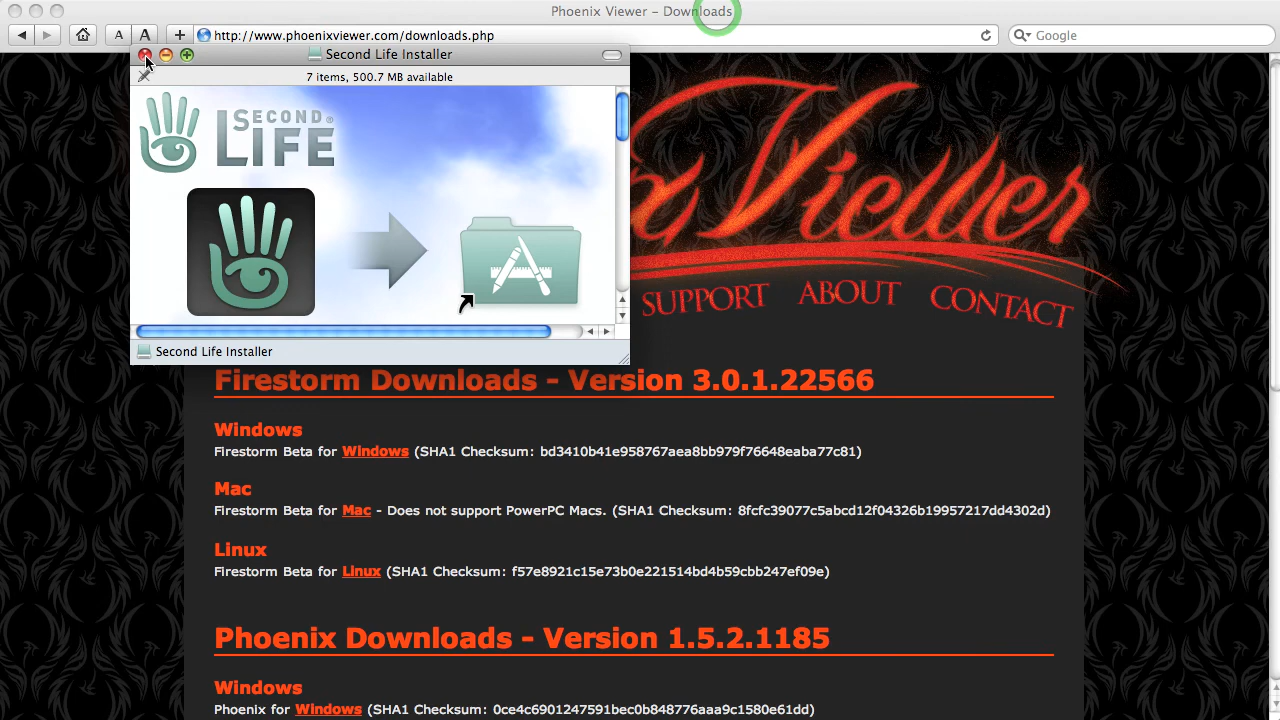 Phoenix Viewer – Downloads
A A + http://www.phoenixviewer.com/downloads.php Google
Second Life Installer
7 items, 500.7 MB available
SECOND®
LIFE
Second Life Installer
x Viewer
SUPPORT ABOUT CONTACT
Firestorm Downloads - Version 3.0.1.22566
Windows
Firestorm Beta for Windows (SHA1 Checksum: bd3410b41e958767aea8bb979f76648eaba77c81)
Mac
Firestorm Beta for Mac - Does not support PowerPC Macs. (SHA1 Checksum: 8fcfc39077c5abcd12f04326b19957217dd4302d)
Linux
Firestorm Beta for Linux (SHA1 Checksum: f57e8921c15e73b0e221514bd4b59cbb247ef09e)
Phoenix Downloads - Version 1.5.2.1185
Windows
Phoenix for Windows (SHA1 Checksum: 0ce4c6901247591bec0b848776aaa9c1580e61dd)